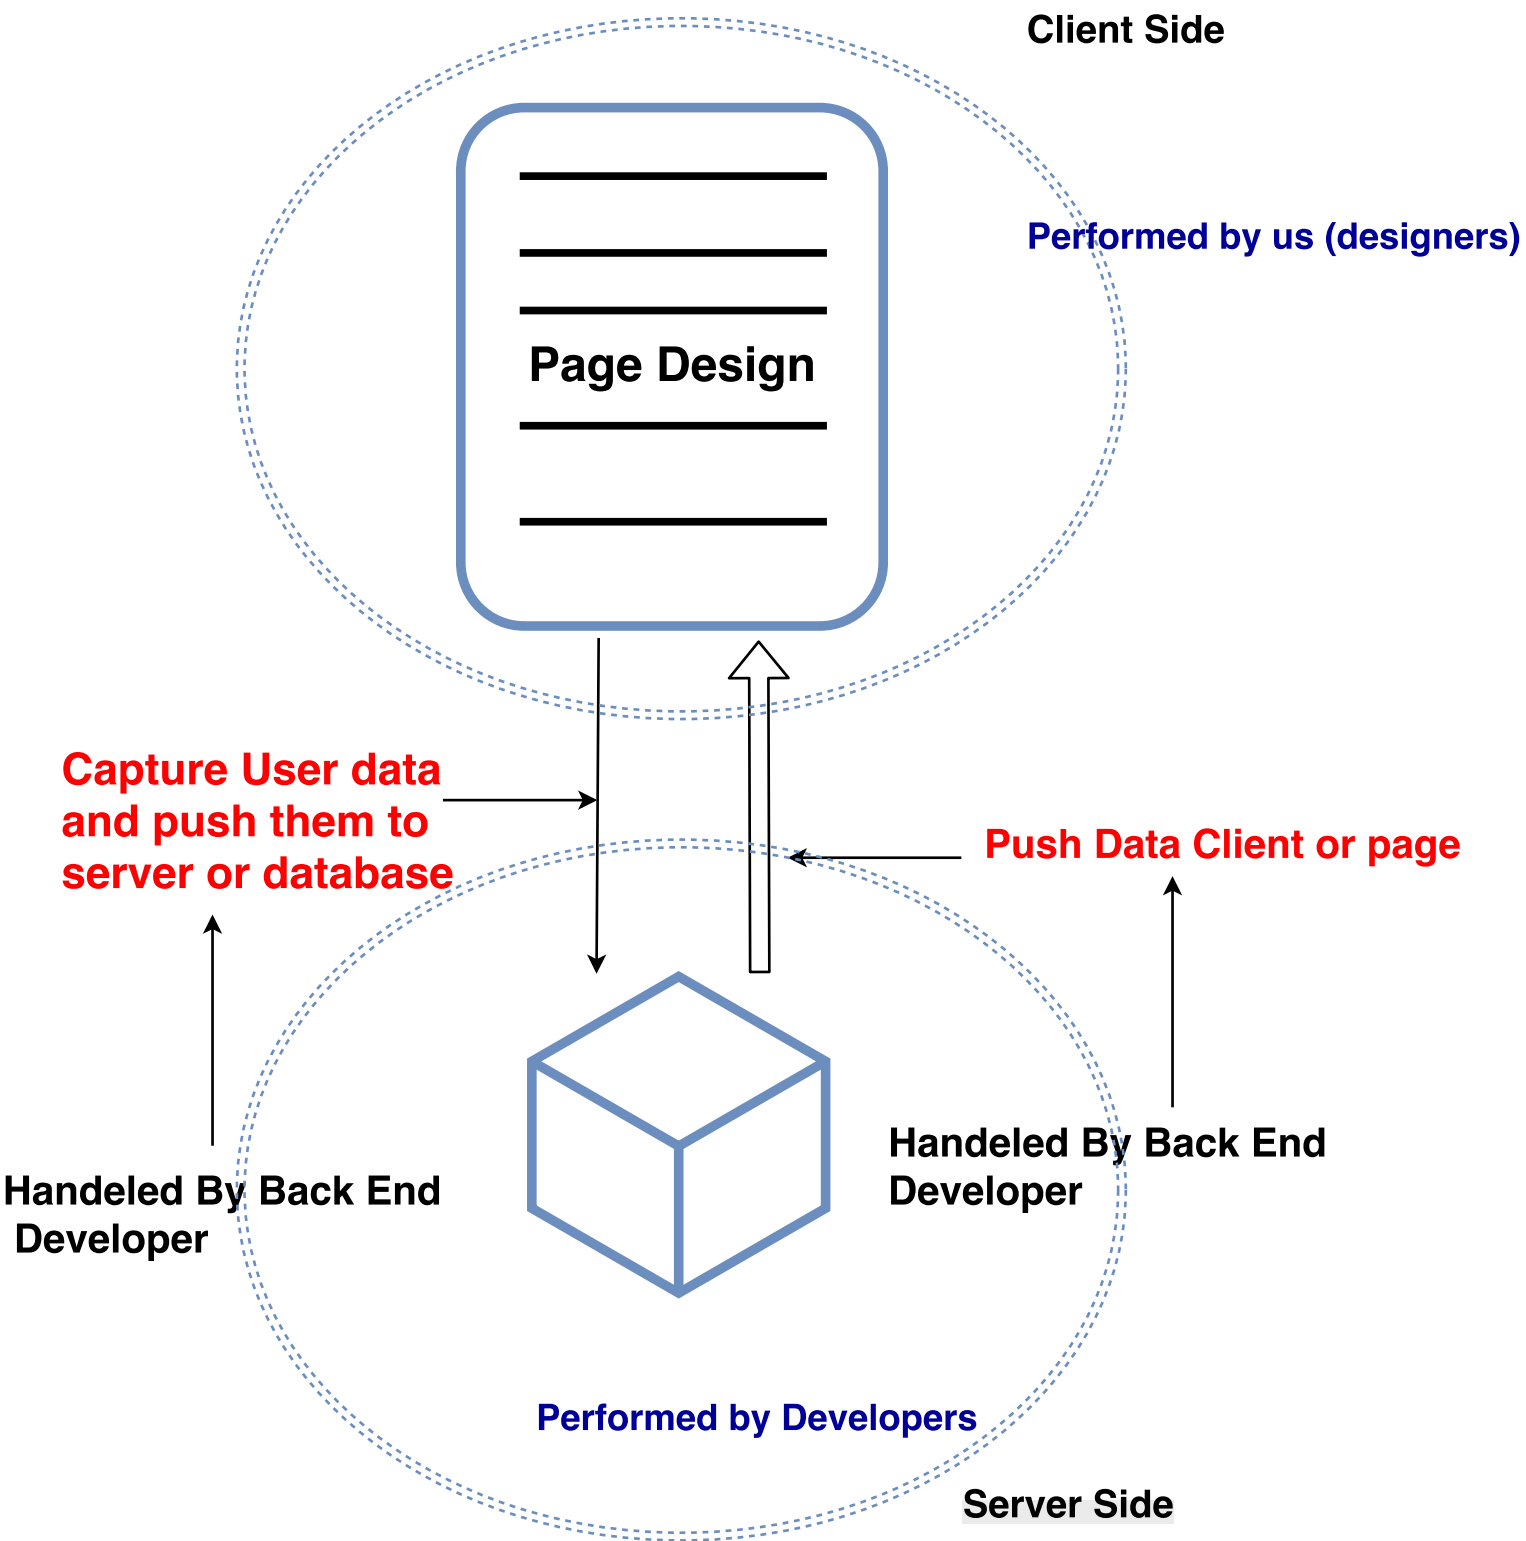 Client Side
Performed by us (designers)
Page Design
Capture User data
and push them to
server or database
Push Data Client or page
Handeled By Back End
Developer
Handeled By Back End
Developer
Performed by Developers
Server Side